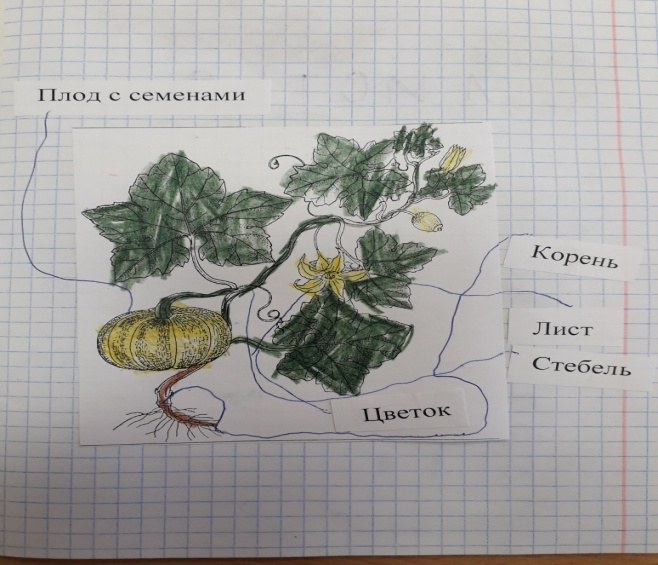 Плод с семенами
Корень
Лист
Стебель
Цветок